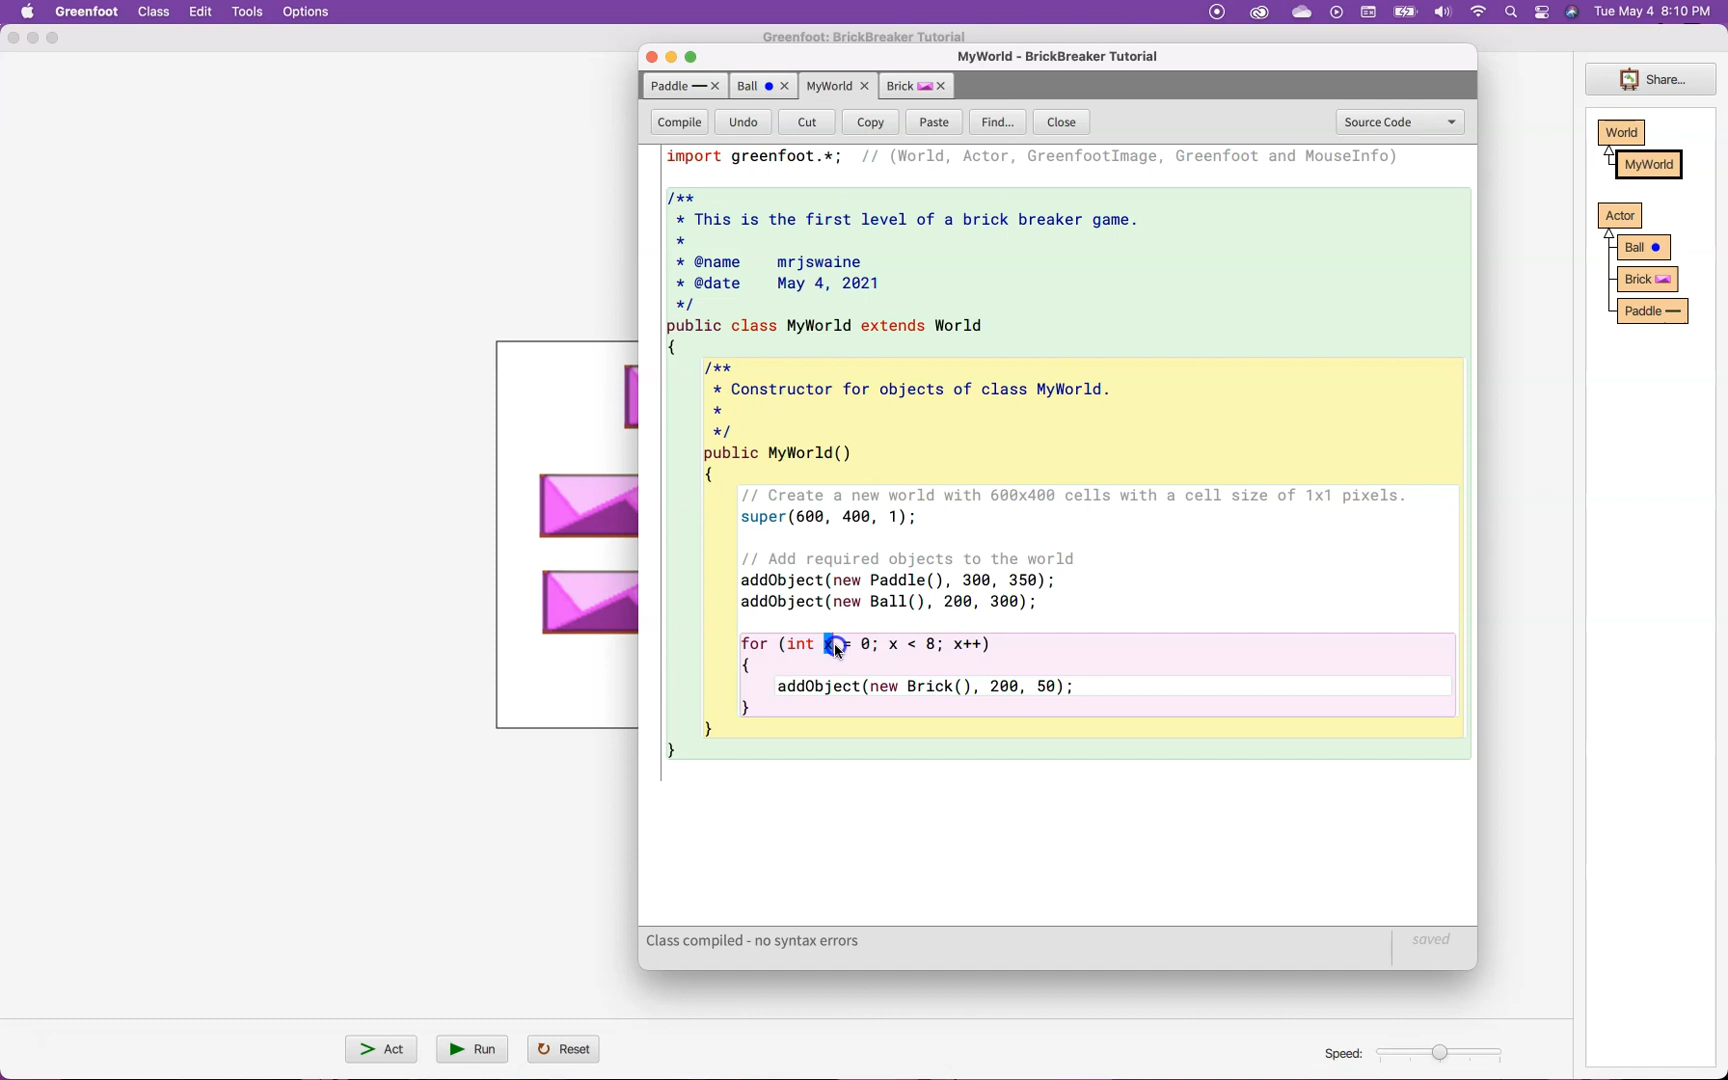 Greenfoot Class Edit Tools Options Tue May 4 8:10 PM
Greenfoot: BrickBreaker Tutorial
MyWorld - BrickBreaker Tutorial
Paddle Ball MyWorld Brick
Compile Undo Cut Copy Paste Find... Close Source Code
import greenfoot.*; // (World, Actor, GreenfootImage, Greenfoot and MouseInfo)
/**
* This is the first level of a brick breaker game.
*
* @name mrjswaine
* @date May 4, 2021
*/
public class MyWorld extends World
{
/**
* Constructor for objects of class MyWorld.
*
*/
public MyWorld()
{
// Create a new world with 600x400 cells with a cell size of 1x1 pixels.
super(600, 400, 1);
// Add required objects to the world
addObject(new Paddle(), 300, 350);
addObject(new Ball(), 200, 300);
for (int x = 0; x < 8; x++)
{
addObject(new Brick(), 200, 50);
}
}
}
Class compiled - no syntax errors
saved
Share...
World
MyWorld
Actor
Ball
Brick
Paddle
> Act Run Reset
Speed: